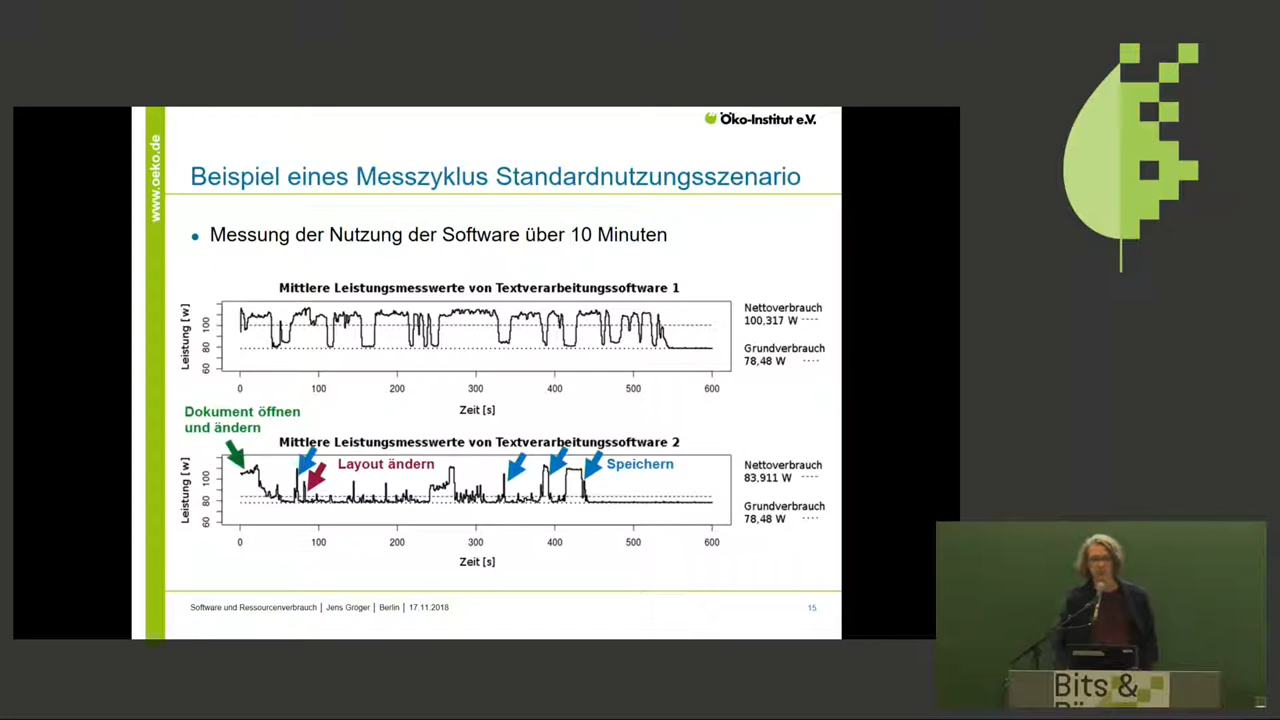 Öko-Institut e.V.
www.oeko.de
Beispiel eines Messzyklus Standardnutzungsszenario
• Messung der Nutzung der Software über 10 Minuten
Mittlere Leistungsmesswerte von Textverarbeitungssoftware 1
Leistung [w]
100
80
60
0 100 200 300 400 500 600
Zeit [s]
Nettoverbrauch
100,317 W
Grundverbrauch
78,48 W
Dokument öffnen
und ändern
Mittlere Leistungsmesswerte von Textverarbeitungssoftware 2
Layout ändern
Speichern
Leistung [w]
100
80
60
0 100 200 300 400 500 600
Zeit [s]
Nettoverbrauch
83,911 W
Grundverbrauch
78,48 W
Software und Ressourcenverbrauch | Jens Gröger | Berlin | 17.11.2018
15
Bits &